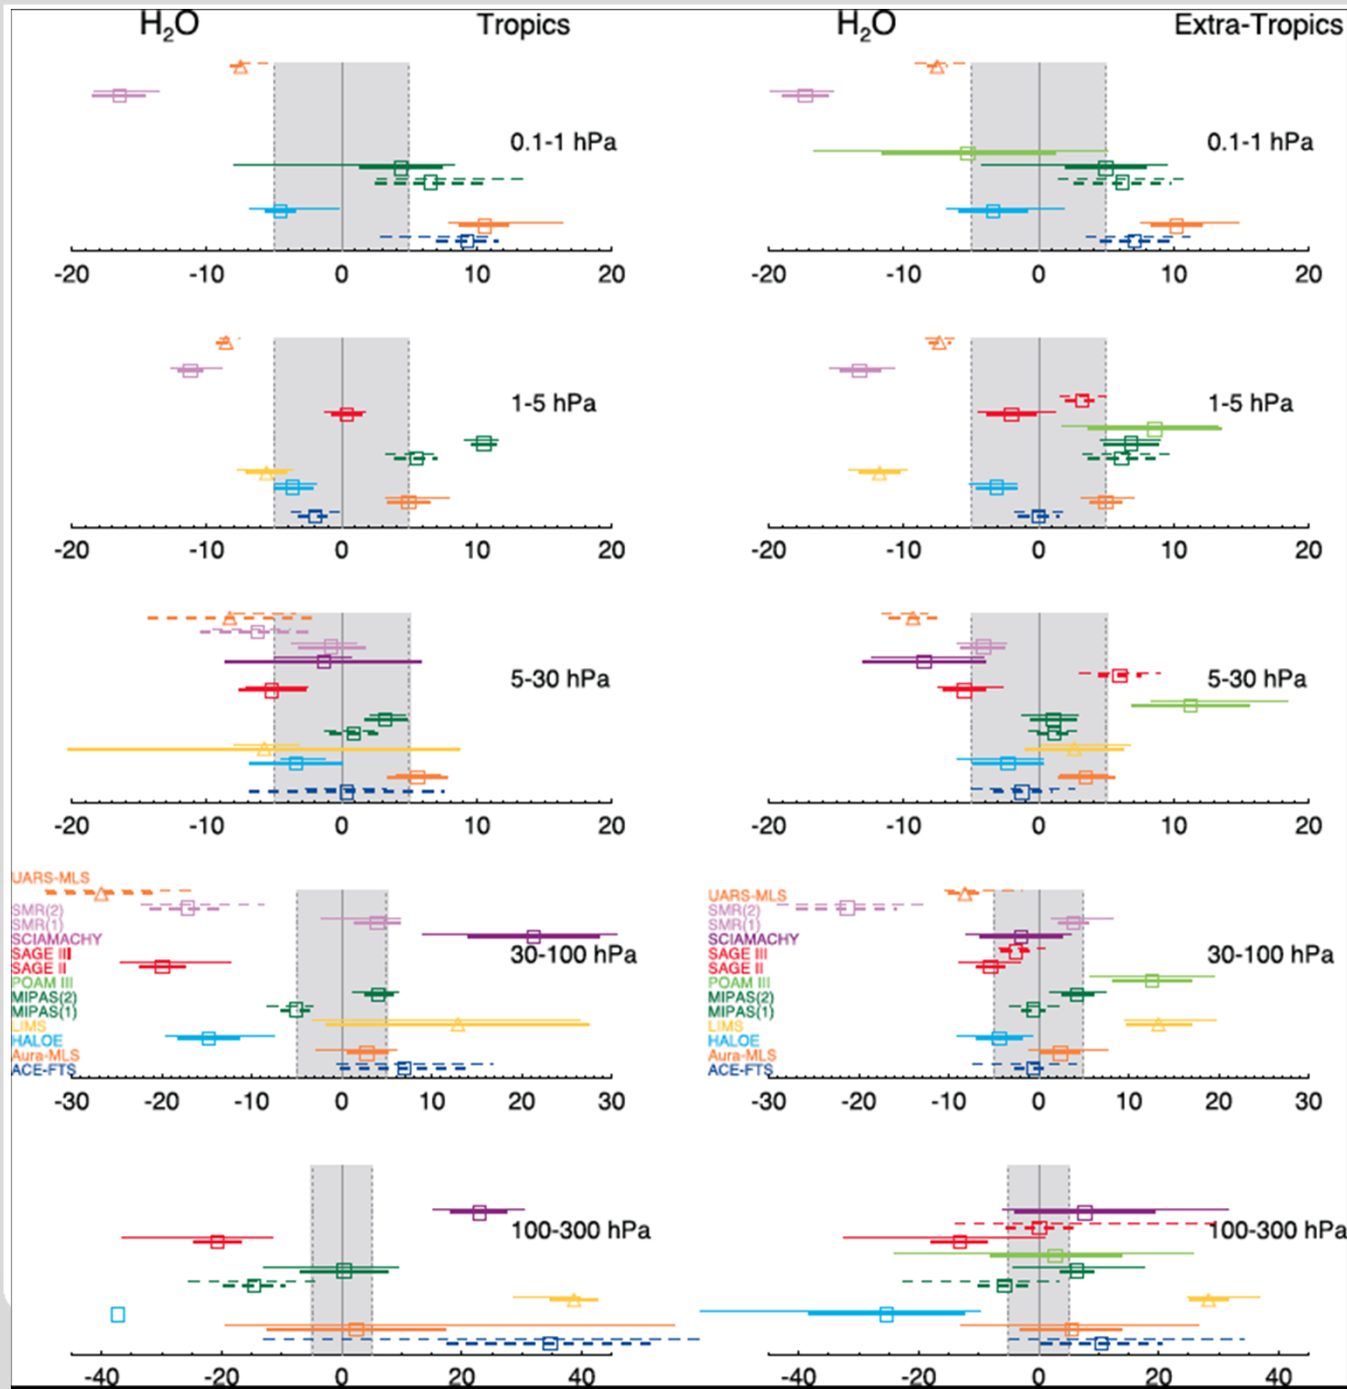 H₂O Tropics H₂O Extra-Tropics
0.1-1 hPa 0.1-1 hPa
-20 -10 0 10 20 -20 -10 0 10 20
1-5 hPa 1-5 hPa
-20 -10 0 10 20 -20 -10 0 10 20
5-30 hPa 5-30 hPa
-20 -10 0 10 20 -20 -10 0 10 20
UARS-MLS UARS-MLS
SMR(2) SMR(2)
SMR(1) SMR(1)
SCIAMACHY SCIAMACHY
SAGE III 30-100 hPa SAGE III 30-100 hPa
SAGE II SAGE II
POAM III POAM III
MIPAS(2) MIPAS(2)
MIPAS(1) MIPAS(1)
LIMS LIMS
HALOE HALOE
Aura-MLS Aura-MLS
ACE-FTS ACE-FTS
-30 -20 -10 0 10 20 30 -30 -20 -10 0 10 20 30
100-300 hPa 100-300 hPa
-40 -20 0 20 40 -40 -20 0 20 40